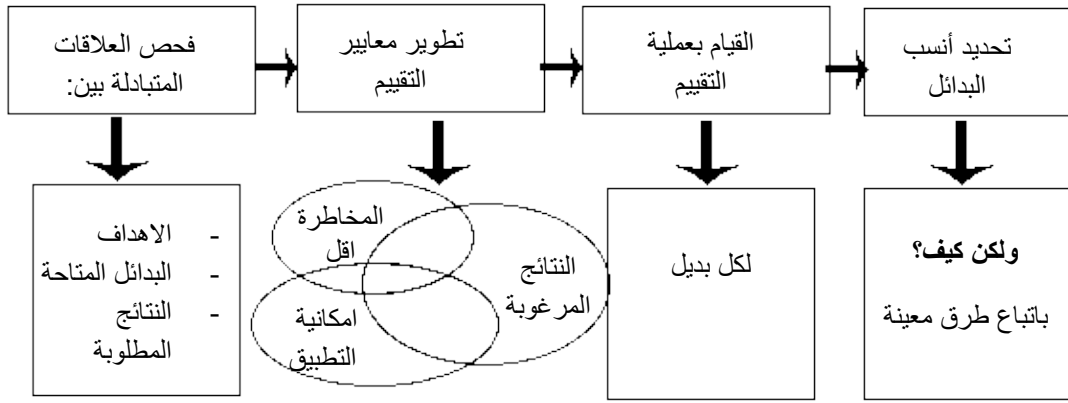 فحص العلاقات
المتبادلة بين:
تطوير معايير
التقييم
القيام بعملية
التقييم
تحديد أنسب
البدائل
- الاهداف
- البدائل المتاحة
- النتائج
المطلوبة
المخاطرة
اقل
النتائج
المرغوبة
امكانية
التطبيق
لكل بديل
ولكن كيف؟
باتباع طرق معينة